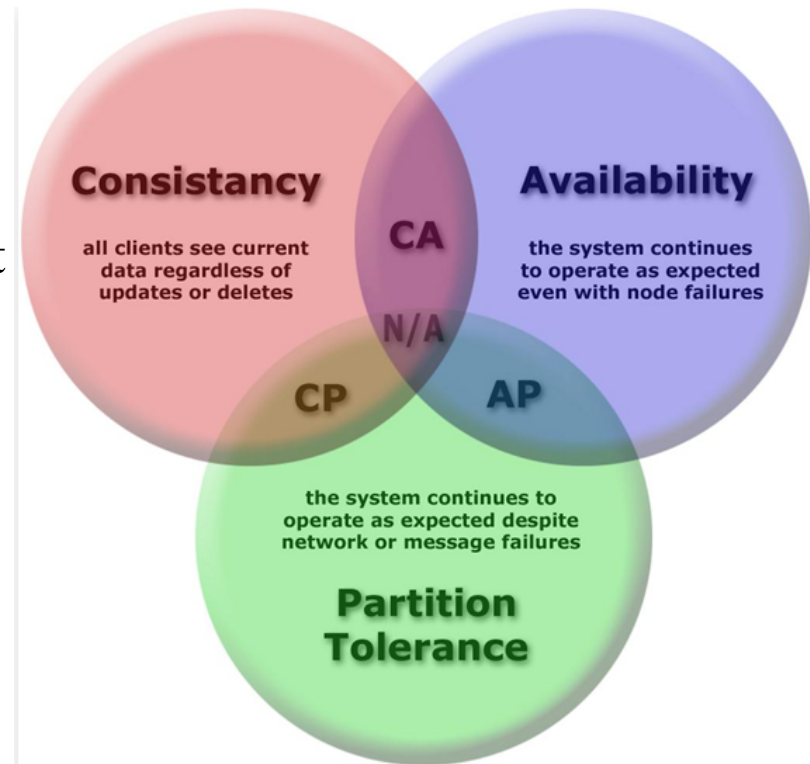 Consistancy
all clients see current
data regardless of
updates or deletes
Availability
the system continues
to operate as expected
even with node failures
CA
N/A
CP
AP
the system continues to
operate as expected despite
network or message failures
Partition
Tolerance